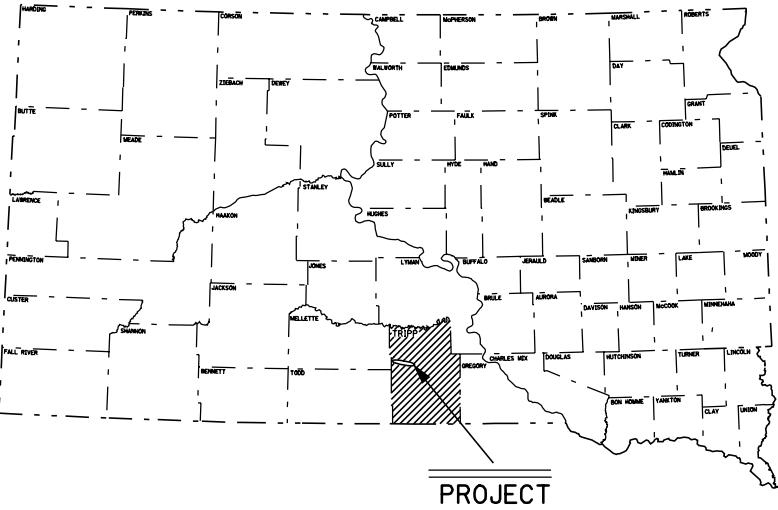 HARDING
PERKINS
CORSON
CAMPBELL
McPHERSON
BROWN
MARSHALL
ROBERTS
WALWORTH
EDMUNDS
DAY
ZIEBACH
DEWEY
GRANT
BUTTE
POTTER
FAULK
SPINK
CLARK
CODINGTON
MEADE
DEUEL
SULLY
HYDE
HAND
HAMLIN
STANLEY
LAWRENCE
BEADLE
KINGSBURY
BROOKINGS
HAAKON
HUGHES
PENNINGTON
JONES
LYMAN
BUFFALO
JERAULD
SANBORN
MINER
LAKE
MOODY
JACKSON
CUSTER
BRULE
AURORA
DAVISON
HANSON
McCOOK
MINNEHAHA
MELLETTE
SHANNON
TRIPP
FALL RIVER
BENNETT
TODD
GREGORY
CHARLES MIX
DOUGLAS
HUTCHINSON
TURNER
LINCOLN
BON HOMME
YANKTON
CLAY
UNION
PROJECT